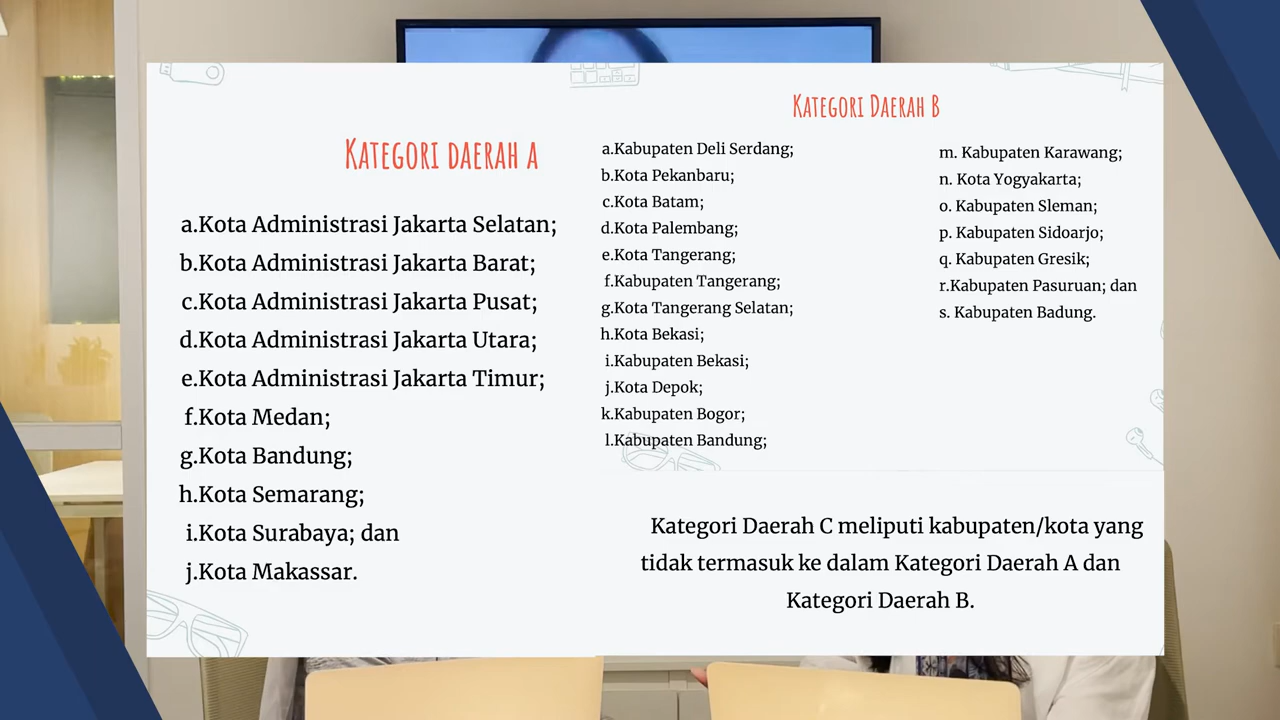 Kategori daerah A
a.Kota Administrasi Jakarta Selatan;
b.Kota Administrasi Jakarta Barat;
c.Kota Administrasi Jakarta Pusat;
d.Kota Administrasi Jakarta Utara;
e.Kota Administrasi Jakarta Timur;
f.Kota Medan;
g.Kota Bandung;
h.Kota Semarang;
i.Kota Surabaya; dan
j.Kota Makassar.
Kategori Daerah B
a.Kabupaten Deli Serdang;
b.Kota Pekanbaru;
c.Kota Batam;
d.Kota Palembang;
e.Kota Tangerang;
f.Kabupaten Tangerang;
g.Kota Tangerang Selatan;
h.Kota Bekasi;
i.Kabupaten Bekasi;
j.Kota Depok;
k.Kabupaten Bogor;
l.Kabupaten Bandung;
m. Kabupaten Karawang;
n. Kota Yogyakarta;
o. Kabupaten Sleman;
p. Kabupaten Sidoarjo;
q. Kabupaten Gresik;
r.Kabupaten Pasuruan; dan
s. Kabupaten Badung.
Kategori Daerah C meliputi kabupaten/kota yang
tidak termasuk ke dalam Kategori Daerah A dan
Kategori Daerah B.